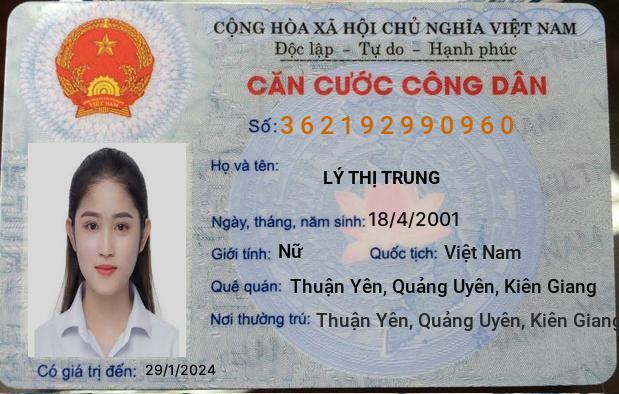 CỘNG HÒA XÃ HỘI CHỦ NGHĨA VIỆT NAM
Độc lập - Tự do - Hạnh phúc
CĂN CƯỚC CÔNG DÂN
Số: 362192990960
Họ và tên:
LÝ THỊ TRUNG
Ngày, tháng, năm sinh: 18/4/2001
Giới tính: Nữ Quốc tịch: Việt Nam
Quê quán: Thuận Yên, Quảng Uyên, Kiên Giang
Nơi thường trú: Thuận Yên, Quảng Uyên, Kiên Giang
Có giá trị đến: 29/1/2024
VIỆT NAM